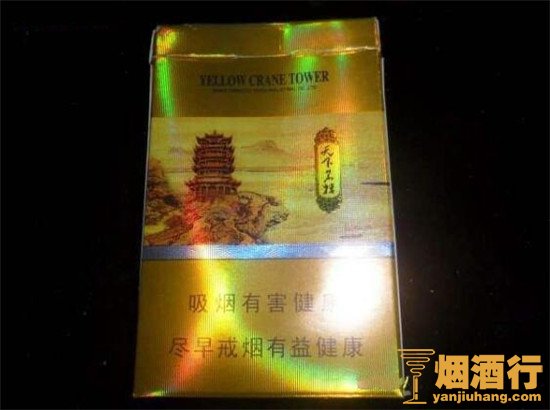 YELLOW CRANE TOWER
天下名楼
吸烟有害健康
尽早戒烟有益健康
烟酒行
yanjiuhang.com